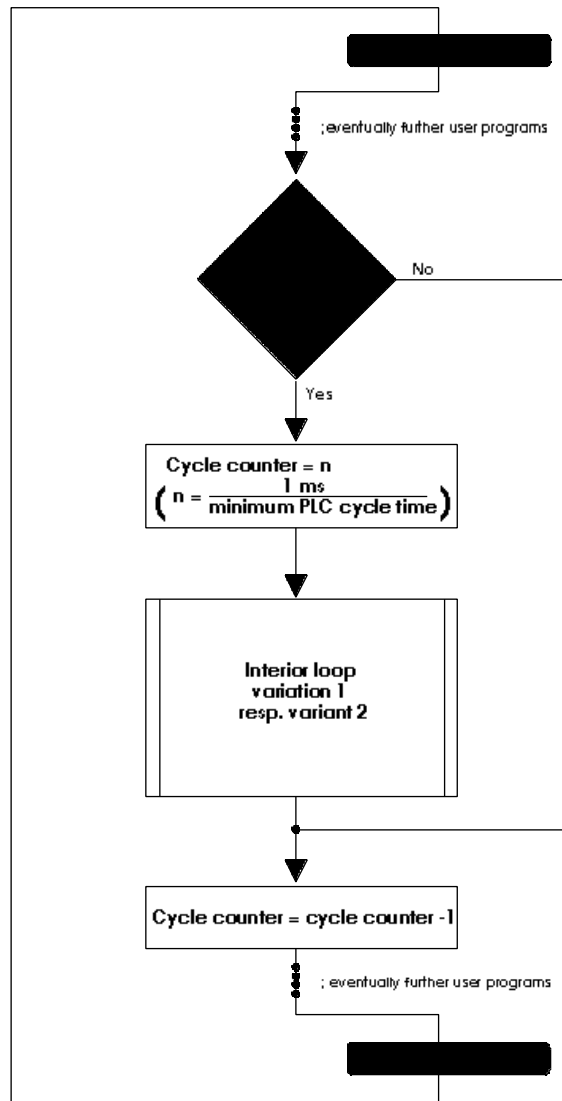 ; eventually further user programs
No
Yes
Cycle counter = n
( n = 1 ms / minimum PLC cycle time )
Interior loop
variation 1
resp. variant 2
Cycle counter = cycle counter -1
; eventually further user programs